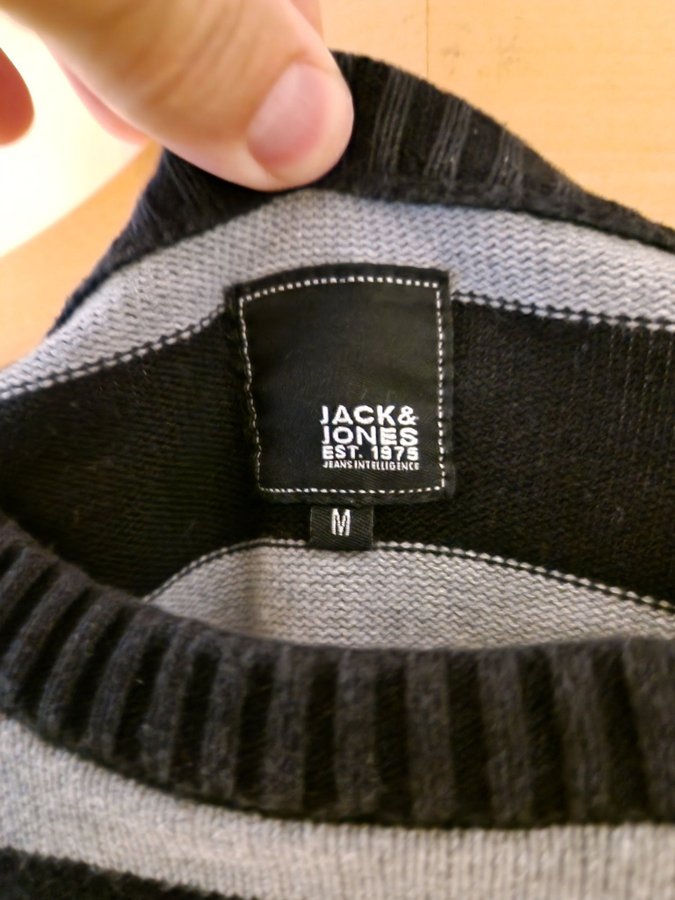 JACK&
JONES
EST. 1975
JEANS INTELLIGENCE
M